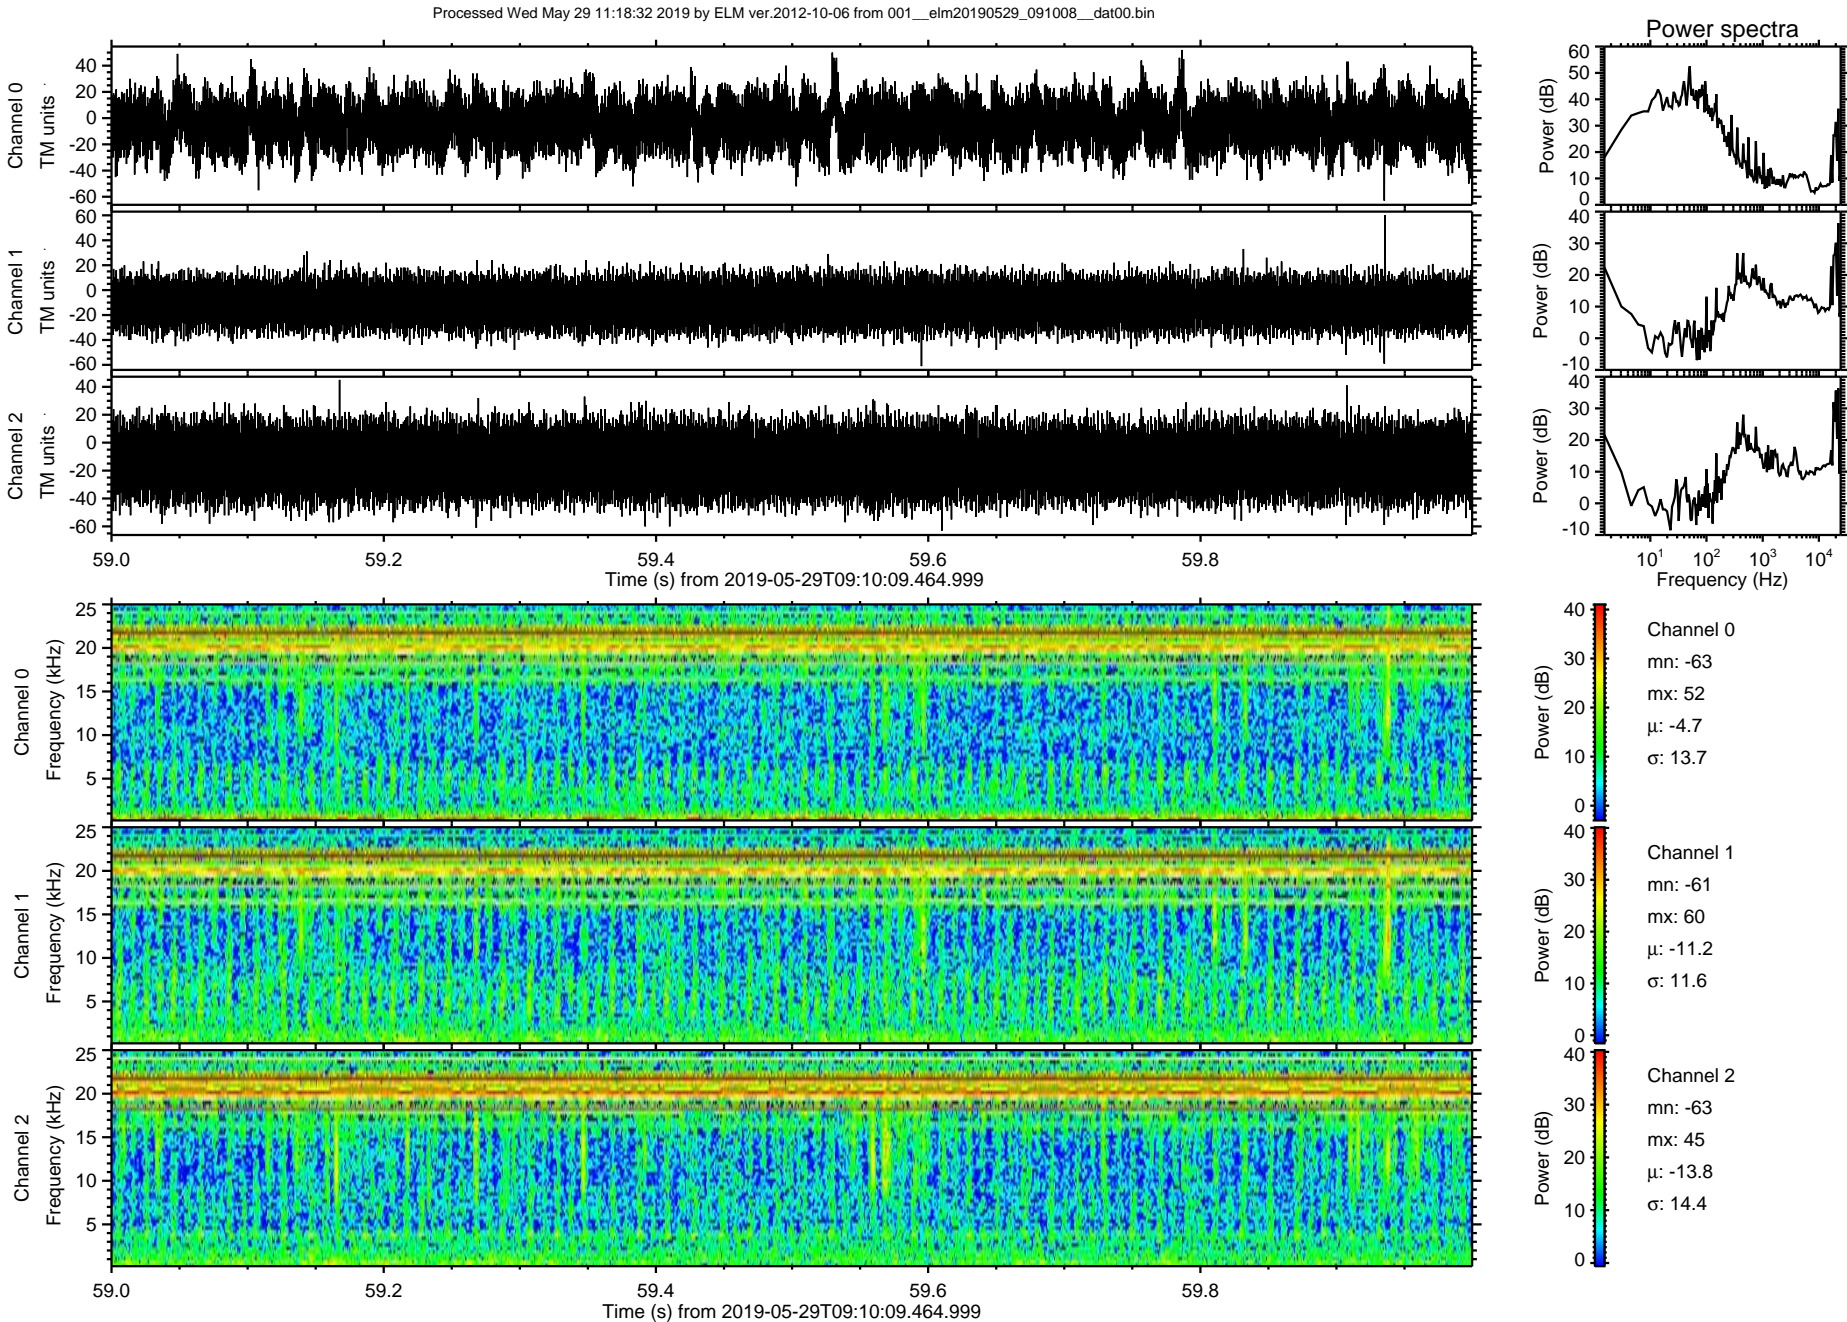 Processed Wed May 29 11:18:32 2019 by ELM ver.2012-10-06 from 001__elm20190529_091008__dat00.bin
Power spectra
Channel 0
TM units
40
20
0
-20
-40
-60
Power (dB)
60
50
40
30
20
10
0
Channel 1
TM units
60
40
20
0
-20
-40
-60
Power (dB)
40
30
20
10
0
-10
Channel 2
TM units
40
20
0
-20
-40
-60
Power (dB)
40
30
20
10
0
-10
59.0 59.2 59.4 59.6 59.8
Time (s) from 2019-05-29T09:10:09.464.999
10¹ 10² 10³ 10⁴
Frequency (Hz)
Channel 0
Frequency (kHz)
25
20
15
10
5
Power (dB)
40
30
20
10
0
Channel 0
mn: -63
mx: 52
μ: -4.7
σ: 13.7
Channel 1
Frequency (kHz)
25
20
15
10
5
Power (dB)
40
30
20
10
0
Channel 1
mn: -61
mx: 60
μ: -11.2
σ: 11.6
Channel 2
Frequency (kHz)
25
20
15
10
5
Power (dB)
40
30
20
10
0
Channel 2
mn: -63
mx: 45
μ: -13.8
σ: 14.4
59.0 59.2 59.4 59.6 59.8
Time (s) from 2019-05-29T09:10:09.464.999